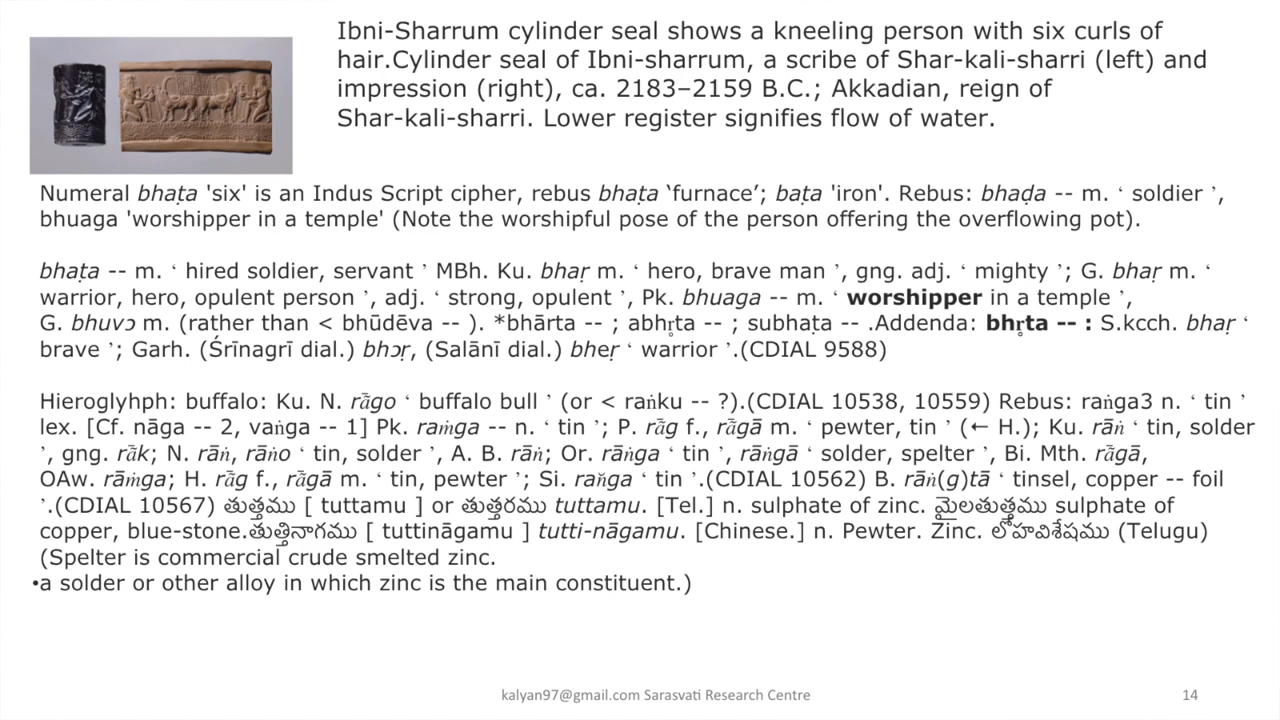 Ibni-Sharrum cylinder seal shows a kneeling person with six curls of
hair.Cylinder seal of Ibni-sharrum, a scribe of Shar-kali-sharri (left) and
impression (right), ca. 2183–2159 B.C.; Akkadian, reign of
Shar-kali-sharri. Lower register signifies flow of water.
Numeral bhaṭa 'six' is an Indus Script cipher, rebus bhaṭa ‘furnace’; baṭa 'iron'. Rebus: bhaḍa -- m. ‘ soldier ’,
bhuaga 'worshipper in a temple' (Note the worshipful pose of the person offering the overflowing pot).
bhaṭa -- m. ‘ hired soldier, servant ’ MBh. Ku. bhaṛ m. ‘ hero, brave man ’, gng. adj. ‘ mighty ’; G. bhaṛ m. ‘
warrior, hero, opulent person ’, adj. ‘ strong, opulent ’, Pk. bhuaga -- m. ‘ worshipper in a temple ’,
G. bhuvɔ m. (rather than < bhūdēva -- ). *bhārta -- ; abhr̥ta -- ; subhaṭa -- .Addenda: bhr̥ta -- : S.kcch. bhaṛ ‘
brave ’; Garh. (Śrīnagrī dial.) bhɔṛ, (Salānī dial.) bheṛ ‘ warrior ’.(CDIAL 9588)
Hieroglyhph: buffalo: Ku. N. rā̃go ‘ buffalo bull ’ (or < raṅku -- ?).(CDIAL 10538, 10559) Rebus: raṅga3 n. ‘ tin ’
lex. [Cf. nāga -- 2, vaṅga -- 1] Pk. raṁga -- n. ‘ tin ’; P. rā̃g f., rā̃gā m. ‘ pewter, tin ’ (← H.); Ku. rāṅ ‘ tin, solder
’, gng. rā̃k; N. rāṅ, rāṅo ‘ tin, solder ’, A. B. rāṅ; Or. rāṅga ‘ tin ’, rāṅgā ‘ solder, spelter ’, Bi. Mth. rā̃gā,
OAw. rāṁga; H. rā̃g f., rā̃gā m. ‘ tin, pewter ’; Si. ran̆ga ‘ tin ’.(CDIAL 10562) B. rāṅ(g)tā ‘ tinsel, copper -- foil
’.(CDIAL 10567) తుత్తము [ tuttamu ] or తుత్తరము tuttamu. [Tel.] n. sulphate of zinc. మైలతుత్తము sulphate of
copper, blue-stone.తుత్తినాగము [ tuttināgamu ] tutti-nāgamu. [Chinese.] n. Pewter. Zinc. లోహవిశేషము (Telugu)
(Spelter is commercial crude smelted zinc.
•a solder or other alloy in which zinc is the main constituent.)
kalyan97@gmail.com Sarasvati Research Centre 14